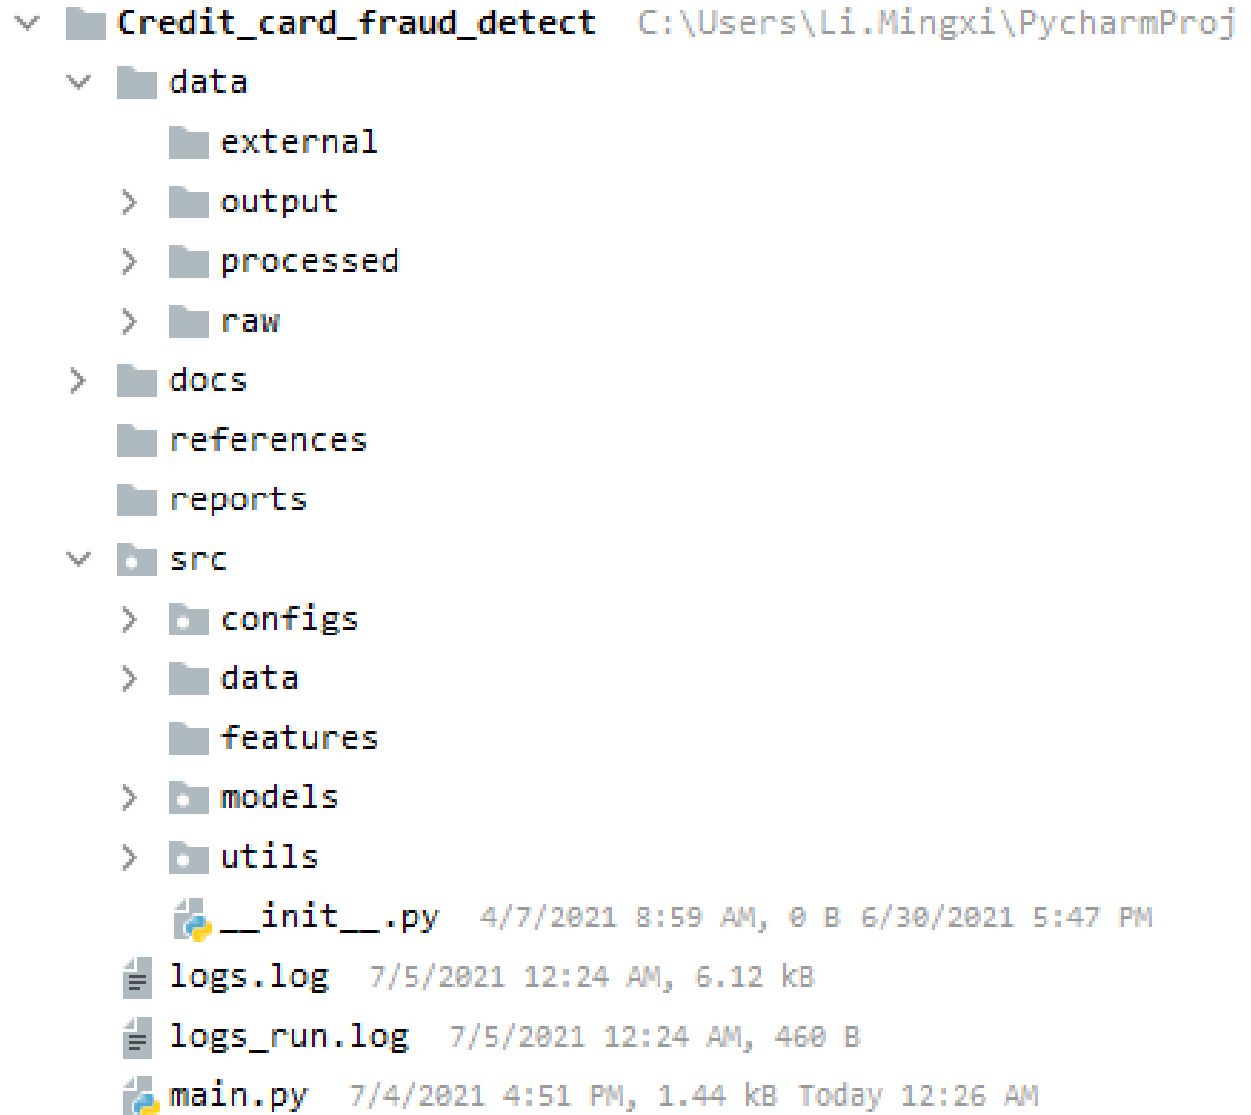 Credit_card_fraud_detect C:\Users\Li.Mingxi\PycharmProj
data
external
output
processed
raw
docs
references
reports
src
configs
data
features
models
utils
__init__.py 4/7/2021 8:59 AM, 0 B 6/30/2021 5:47 PM
logs.log 7/5/2021 12:24 AM, 6.12 kB
logs_run.log 7/5/2021 12:24 AM, 460 B
main.py 7/4/2021 4:51 PM, 1.44 kB Today 12:26 AM